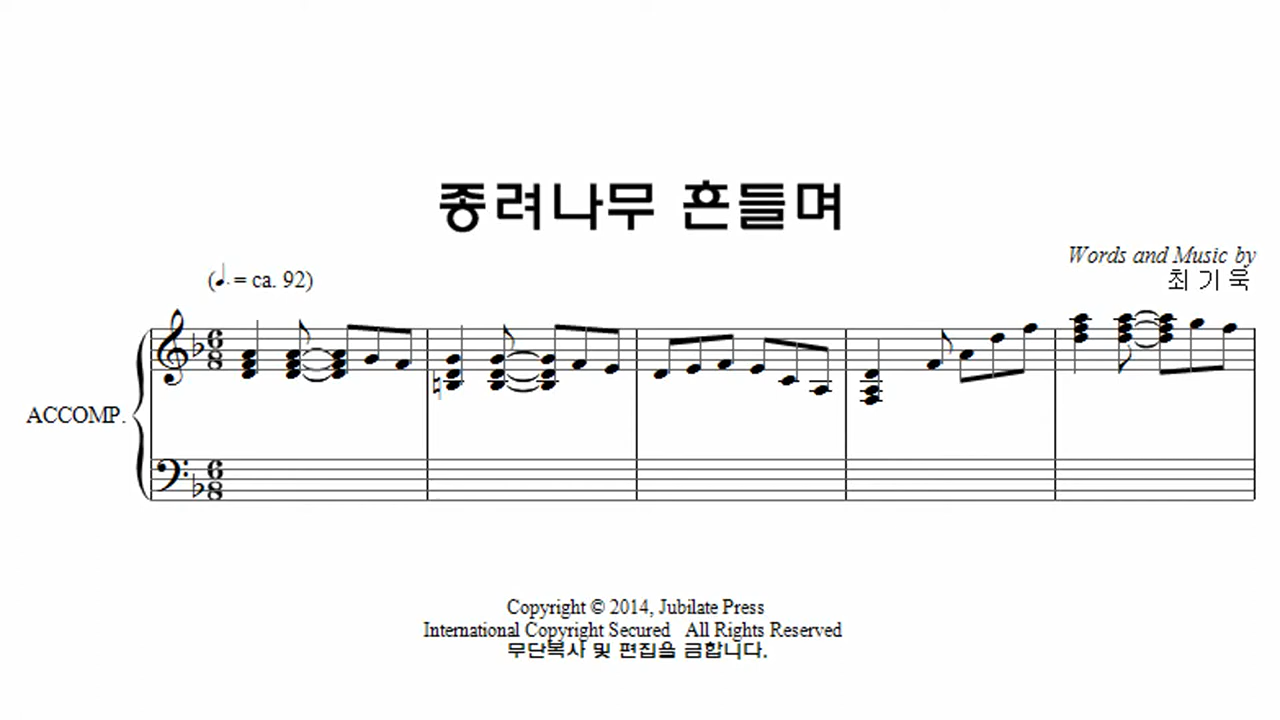 종려나무 흔들며
Words and Music by
(♩. = ca. 92)
최 기 욱
ACCOMP.
Copyright © 2014, Jubilate Press
International Copyright Secured   All Rights Reserved
무단복사 및 편집을 금합니다.